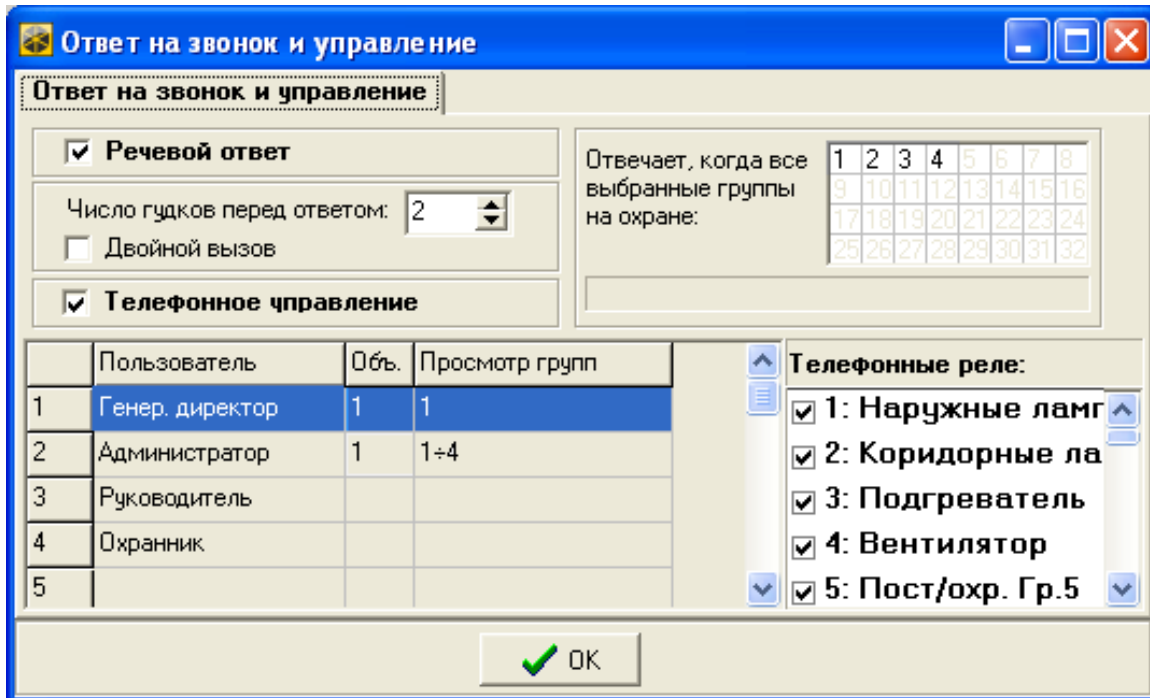 Ответ на звонок и управление
Ответ на звонок и управление
Речевой ответ
Число гудков перед ответом: 2
Двойной вызов
Телефонное управление
Отвечает, когда все
выбранные группы
на охране:
1 2 3 4 5 6 7 8
9 10 11 12 13 14 15 16
17 18 19 20 21 22 23 24
25 26 27 28 29 30 31 32
Пользователь Объ. Просмотр групп
1 Генер. директор 1 1
2 Администратор 1 1÷4
3 Руководитель
4 Охранник
5
Телефонные реле:
1: Наружные ламп
2: Коридорные ла
3: Подгреватель
4: Вентилятор
5: Пост/охр. Гр.5
OK